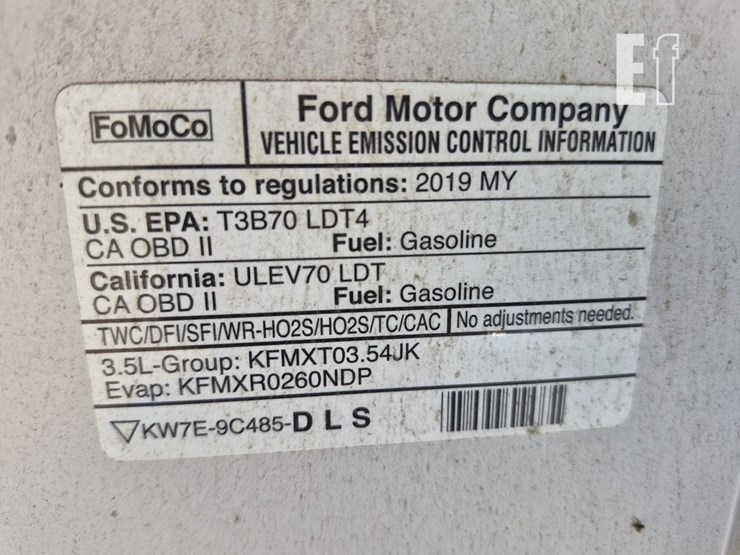 Ef
FoMoCo
Ford Motor Company
VEHICLE EMISSION CONTROL INFORMATION
Conforms to regulations: 2019 MY
U.S. EPA: T3B70 LDT4
CA OBD II Fuel: Gasoline
California: ULEV70 LDT
CA OBD II Fuel: Gasoline
TWC/DFI/SFI/WR-HO2S/HO2S/TC/CAC No adjustments needed.
3.5L-Group: KFMXT03.54JK
Evap: KFMXR0260NDP
KW7E-9C485-D L S